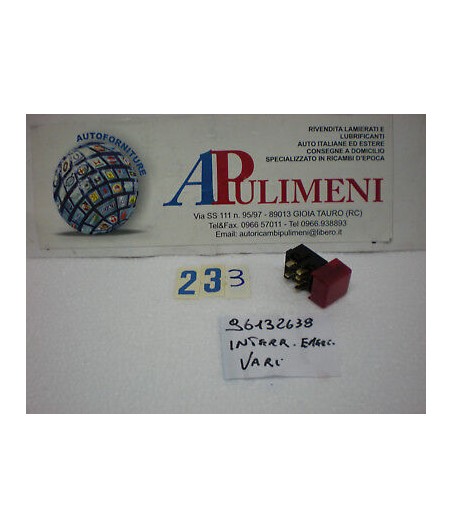 AUTOFORNITURE
RIVENDITA LAMIERATI E
LUBRIFICANTI
AUTO ITALIANE ED ESTERE
CONSEGNE A DOMICILIO
SPECIALIZZATO IN RICAMBI D'EPOCA
APULIMENI
Via SS 111 n. 95/97 - 89013 GIOIA TAURO (RC)
Tel&Fax. 0966 57011 - Tel 0966.938893
Email: autoricambipulimeni@libero.it
233
96132638
INTERR. EMERG.
VARI